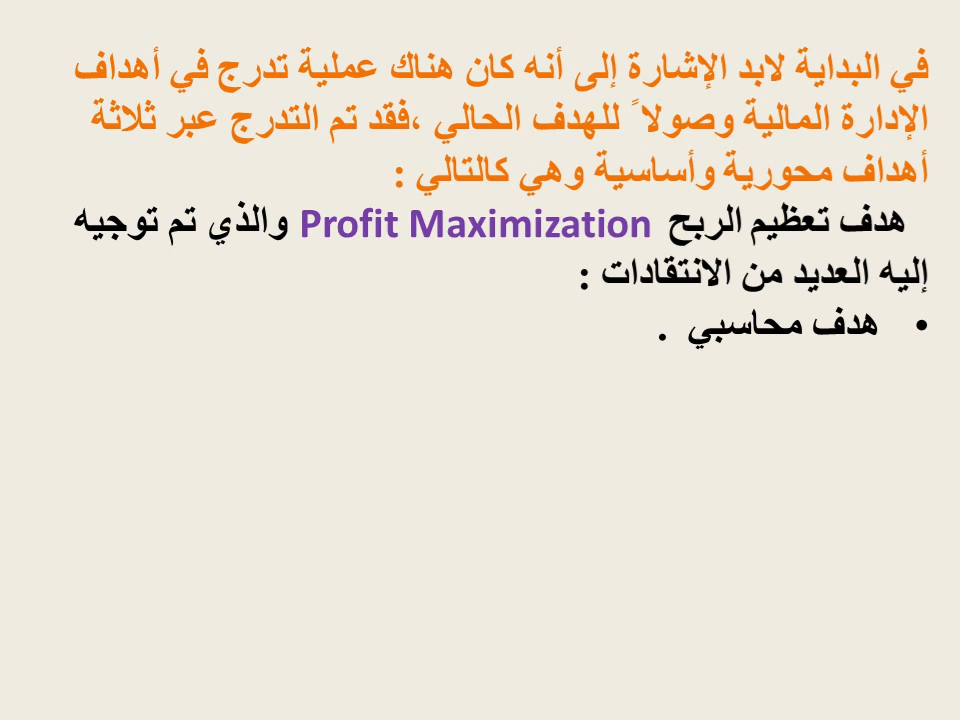 في البداية لابد الإشارة إلى أنه كان هناك عملية تدرج في أهداف
الإدارة المالية وصولا ً للهدف الحالي ،فقد تم التدرج عبر ثلاثة
أهداف محورية وأساسية وهي كالتالي :
هدف تعظيم الربح Profit Maximization والذي تم توجيه
إليه العديد من الانتقادات :
• هدف محاسبي .